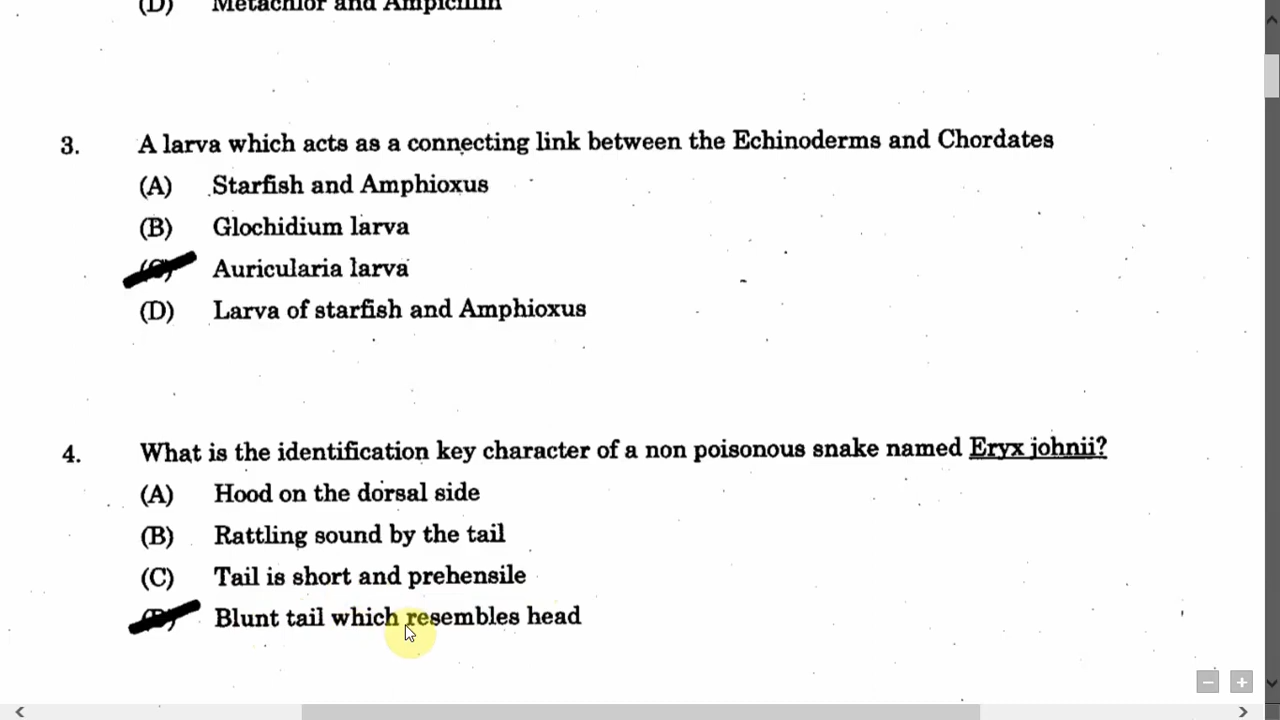 (D) Metachlor and Ampicillin
3. A larva which acts as a connecting link between the Echinoderms and Chordates
(A) Starfish and Amphioxus
(B) Glochidium larva
(C) Auricularia larva
(D) Larva of starfish and Amphioxus
4. What is the identification key character of a non poisonous snake named Eryx johnii?
(A) Hood on the dorsal side
(B) Rattling sound by the tail
(C) Tail is short and prehensile
(D) Blunt tail which resembles head